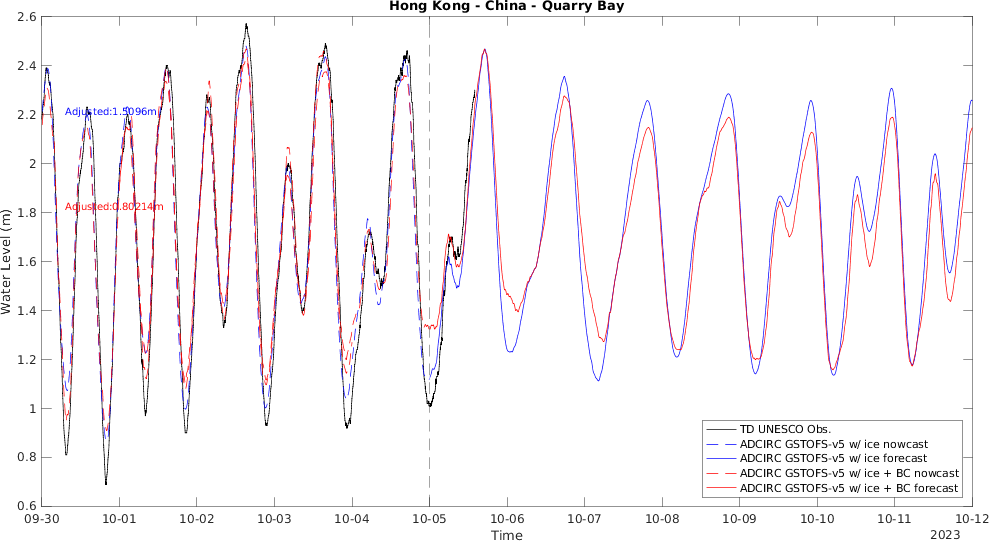 Hong Kong - China - Quarry Bay
2.6
2.4
2.2
2
1.8
1.6
1.4
1.2
1
0.8
0.6
Water Level (m)
Adjusted:1.5096m
Adjusted:0.80214m
TD UNESCO Obs.
ADCIRC GSTOFS-v5 w/ ice nowcast
ADCIRC GSTOFS-v5 w/ ice forecast
ADCIRC GSTOFS-v5 w/ ice + BC nowcast
ADCIRC GSTOFS-v5 w/ ice + BC forecast
09-30 10-01 10-02 10-03 10-04 10-05 10-06 10-07 10-08 10-09 10-10 10-11 10-12
Time
2023